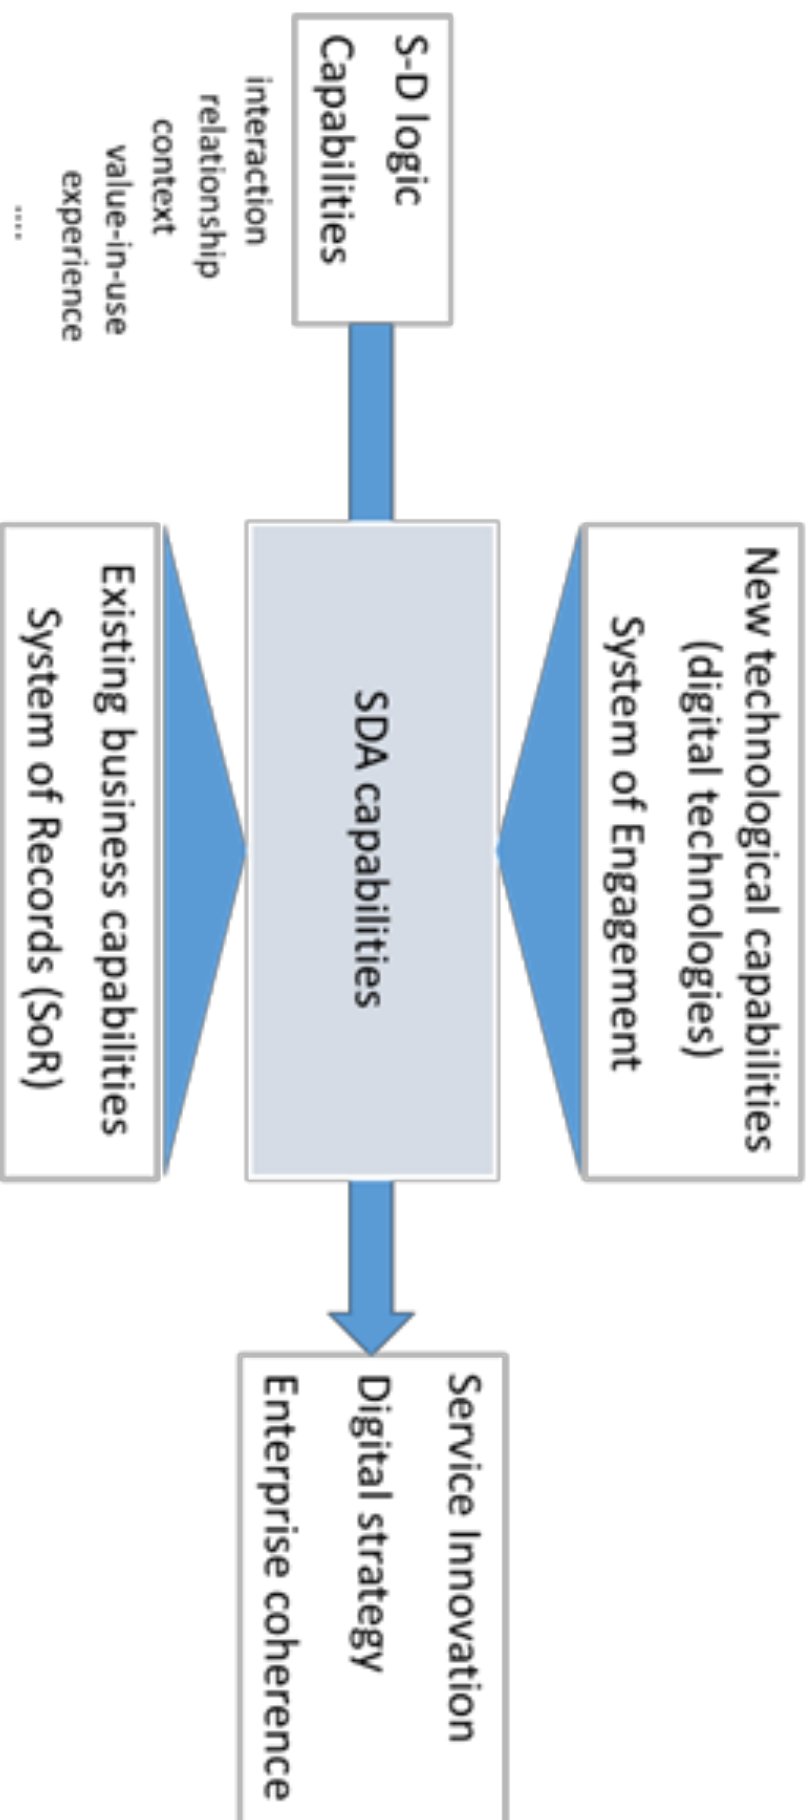 S-D logic
Capabilities
interaction
relationship
context
value-in-use
experience
....
New technological capabilities
(digital technologies)
System of Engagement
SDA capabilities
Existing business capabilities
System of Records (SoR)
Service Innovation
Digital strategy
Enterprise coherence